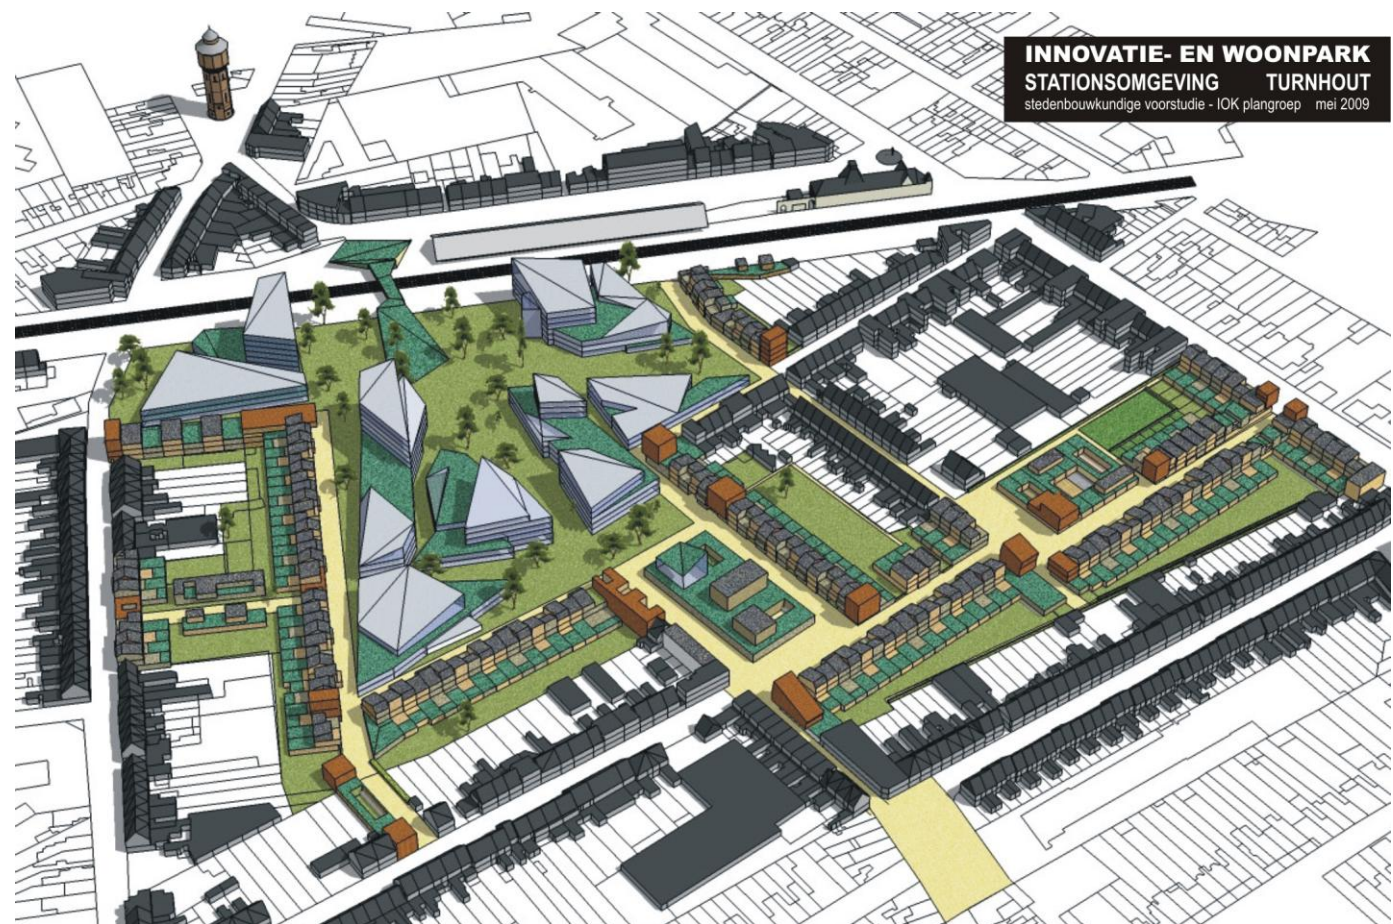 INNOVATIE- EN WOONPARK
STATIONSOMGEVING TURNHOUT
stedenbouwkundige voorstudie - IOK plangroep mei 2009